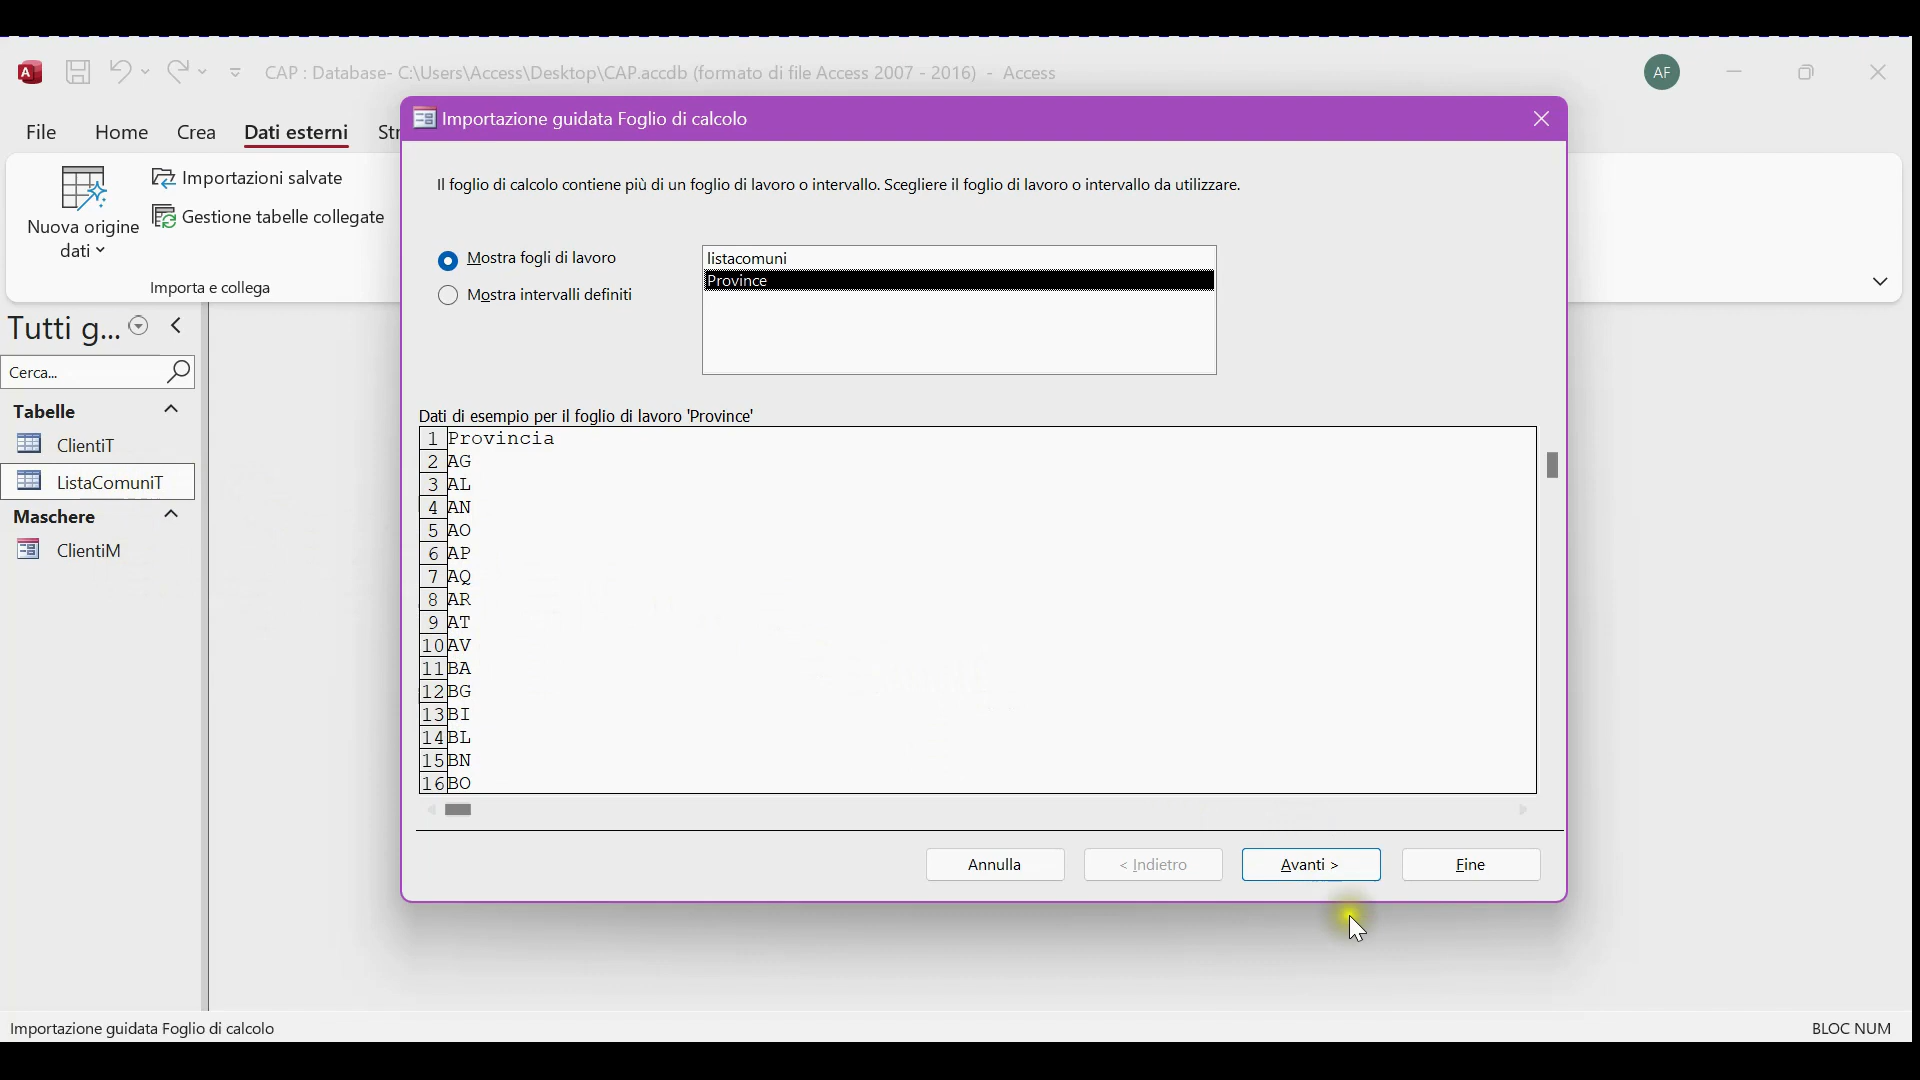 CAP : Database- C:\Users\Access\Desktop\CAP.accdb (formato di file Access 2007 - 2016) - Access
AF
File Home Crea Dati esterni Str
Importazione guidata Foglio di calcolo
Nuova origine dati
Importazioni salvate
Gestione tabelle collegate
Importa e collega
Tutti g...
Cerca...
Tabelle
ClientiT
ListaComuniT
Maschere
ClientiM
Il foglio di calcolo contiene più di un foglio di lavoro o intervallo. Scegliere il foglio di lavoro o intervallo da utilizzare.
Mostra fogli di lavoro
Mostra intervalli definiti
listacomuni
Province
Dati di esempio per il foglio di lavoro 'Province'
1 Provincia
2 AG
3 AL
4 AN
5 AO
6 AP
7 AQ
8 AR
9 AT
10 AV
11 BA
12 BG
13 BI
14 BL
15 BN
16 BO
Annulla < Indietro Avanti > Fine
Importazione guidata Foglio di calcolo
BLOC NUM